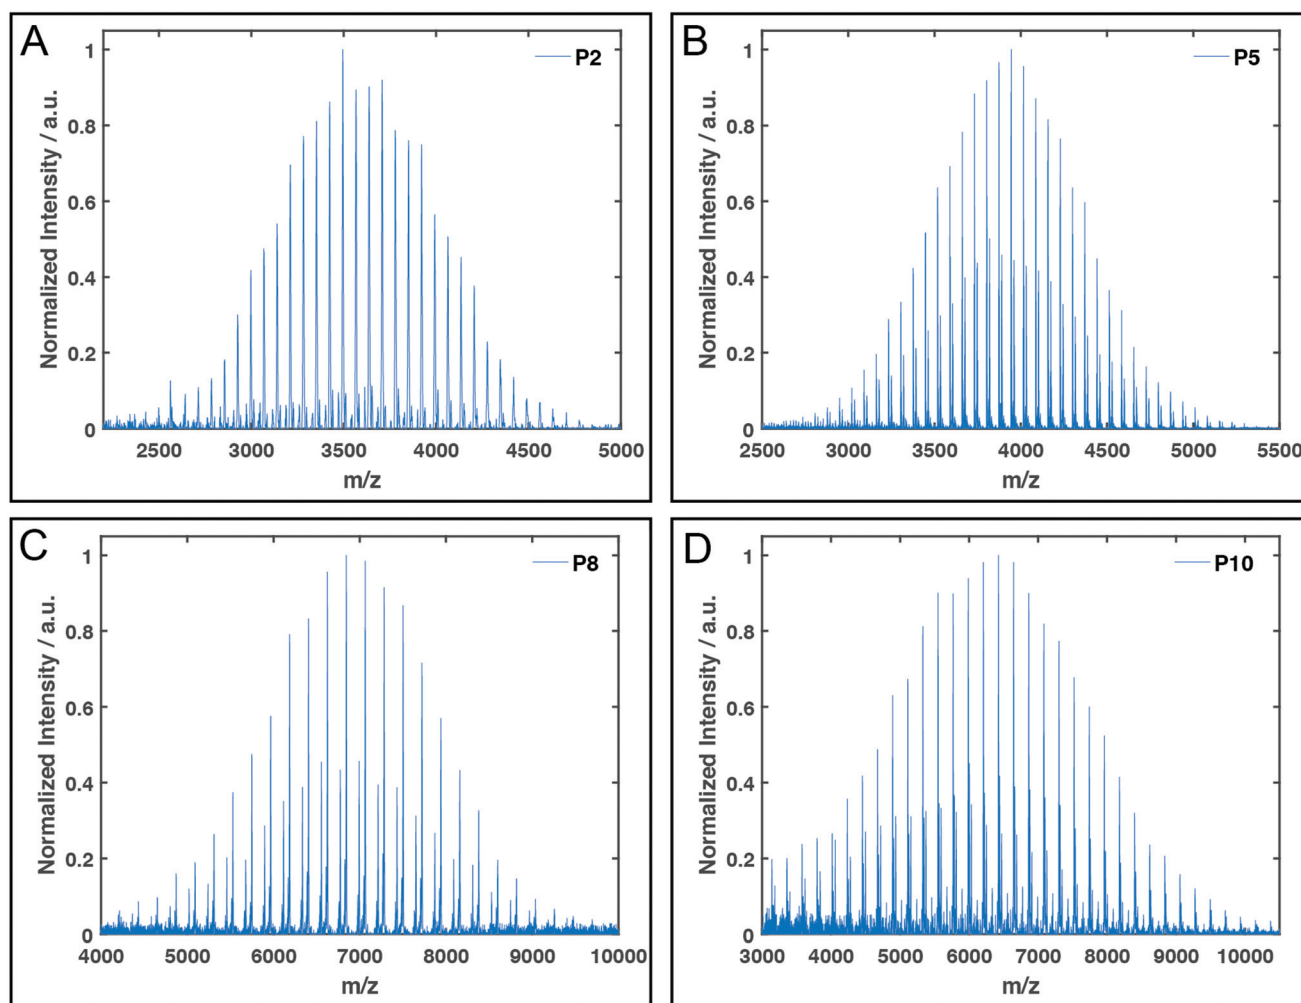 A
P2
Normalized Intensity / a.u.
1
0.8
0.6
0.4
0.2
0
2500 3000 3500 4000 4500 5000
m/z
B
P5
Normalized Intensity / a.u.
1
0.8
0.6
0.4
0.2
0
2500 3000 3500 4000 4500 5000 5500
m/z
C
P8
Normalized Intensity / a.u.
1
0.8
0.6
0.4
0.2
0
4000 5000 6000 7000 8000 9000 10000
m/z
D
P10
Normalized Intensity / a.u.
1
0.8
0.6
0.4
0.2
0
3000 4000 5000 6000 7000 8000 9000 10000
m/z